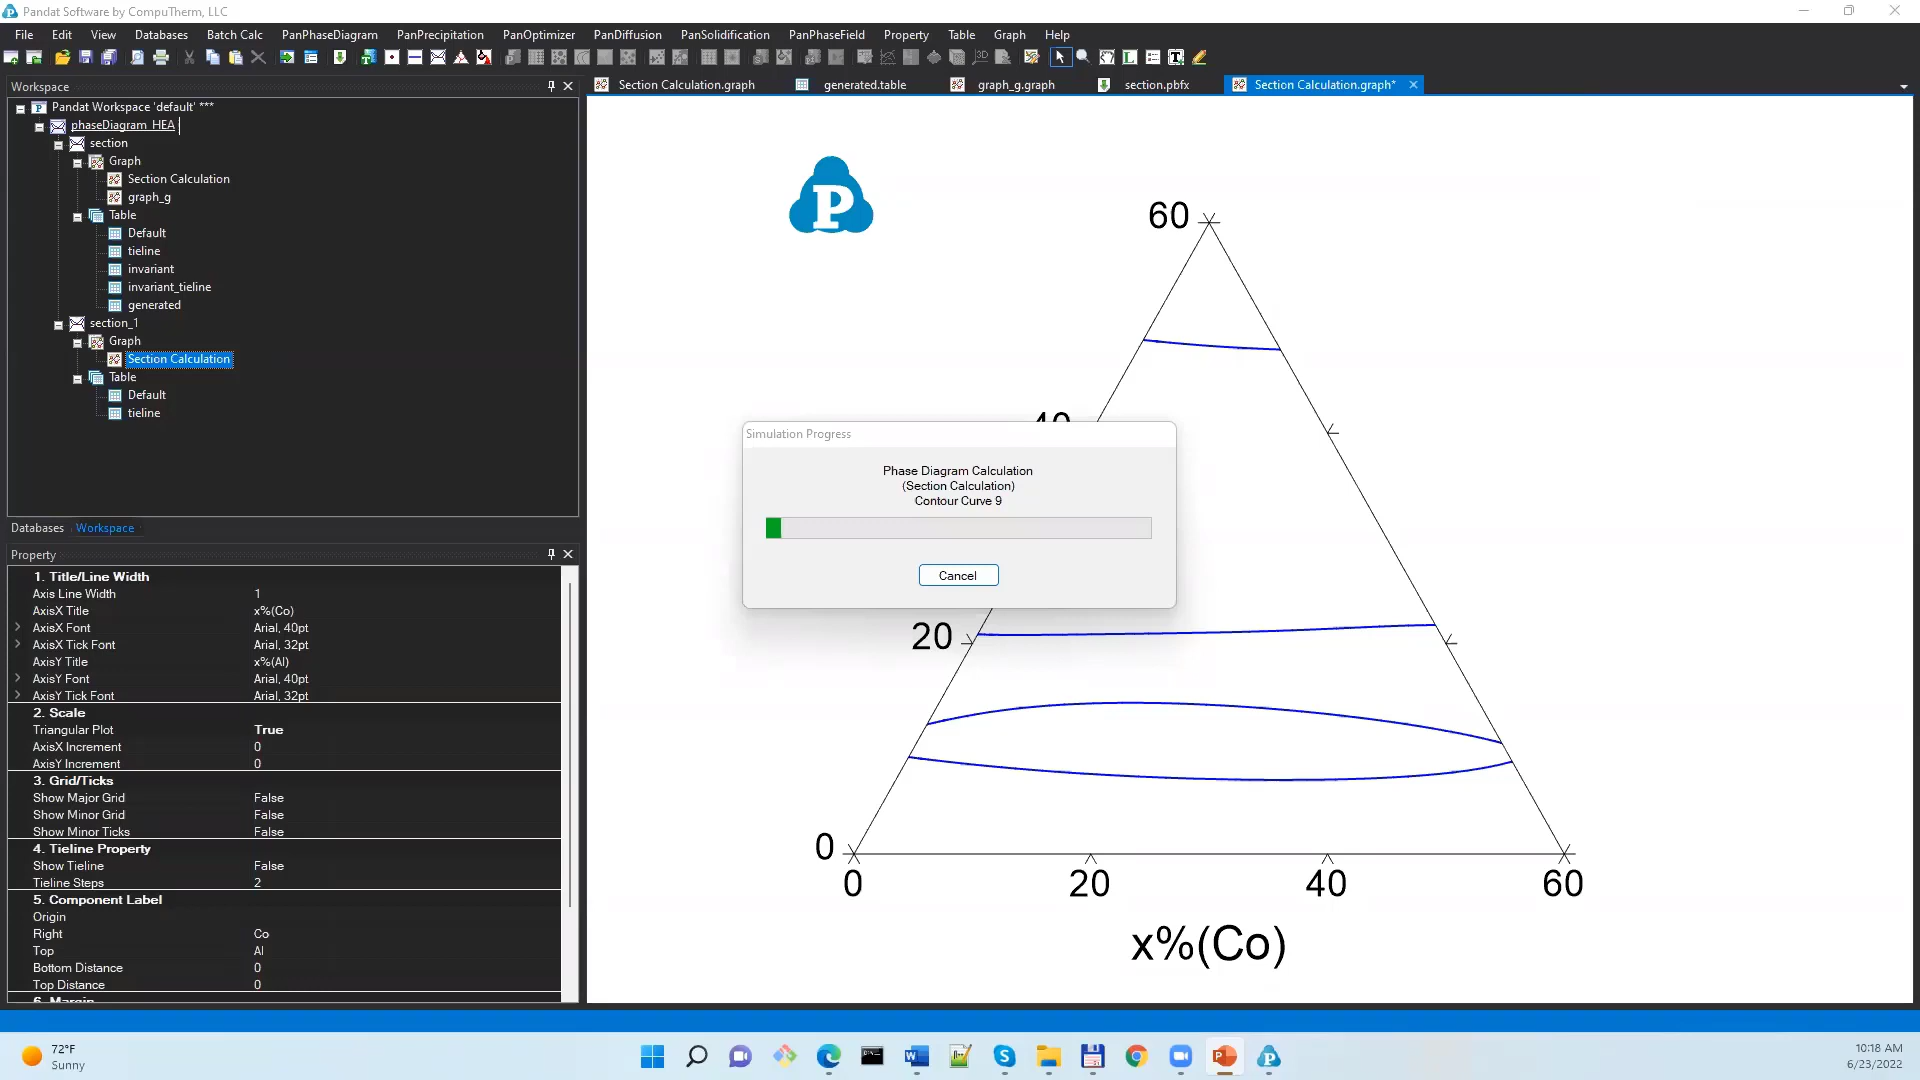 Pandat Software by CompuTherm, LLC
File Edit View Databases Batch Calc PanPhaseDiagram PanPrecipitation PanOptimizer PanDiffusion PanSolidification PanPhaseField Property Table Graph Help
Workspace
Section Calculation.graph generated.table graph_g.graph section.pbfx Section Calculation.graph*
Pandat Workspace 'default' ***
phaseDiagram_HEA
section
Graph
Section Calculation
graph_g
Table
Default
tieline
invariant
invariant_tieline
generated
section_1
Graph
Section Calculation
Table
Default
tieline
Databases Workspace
Property
1. Title/Line Width
Axis Line Width 1
AxisX Title x%(Co)
AxisX Font Arial, 40pt
AxisX Tick Font Arial, 32pt
AxisY Title x%(Al)
AxisY Font Arial, 40pt
AxisY Tick Font Arial, 32pt
2. Scale
Triangular Plot True
AxisX Increment 0
AxisY Increment 0
3. Grid/Ticks
Show Major Grid False
Show Minor Grid False
Show Minor Ticks False
4. Tieline Property
Show Tieline False
Tieline Steps 2
5. Component Label
Origin
Right Co
Top Al
Bottom Distance 0
Top Distance 0
6. Margin
P
60
40
20
0
0 20 40 60
x%(Co)
Simulation Progress
Phase Diagram Calculation
(Section Calculation)
Contour Curve 9
Cancel
72°F
Sunny
10:18 AM
6/23/2022